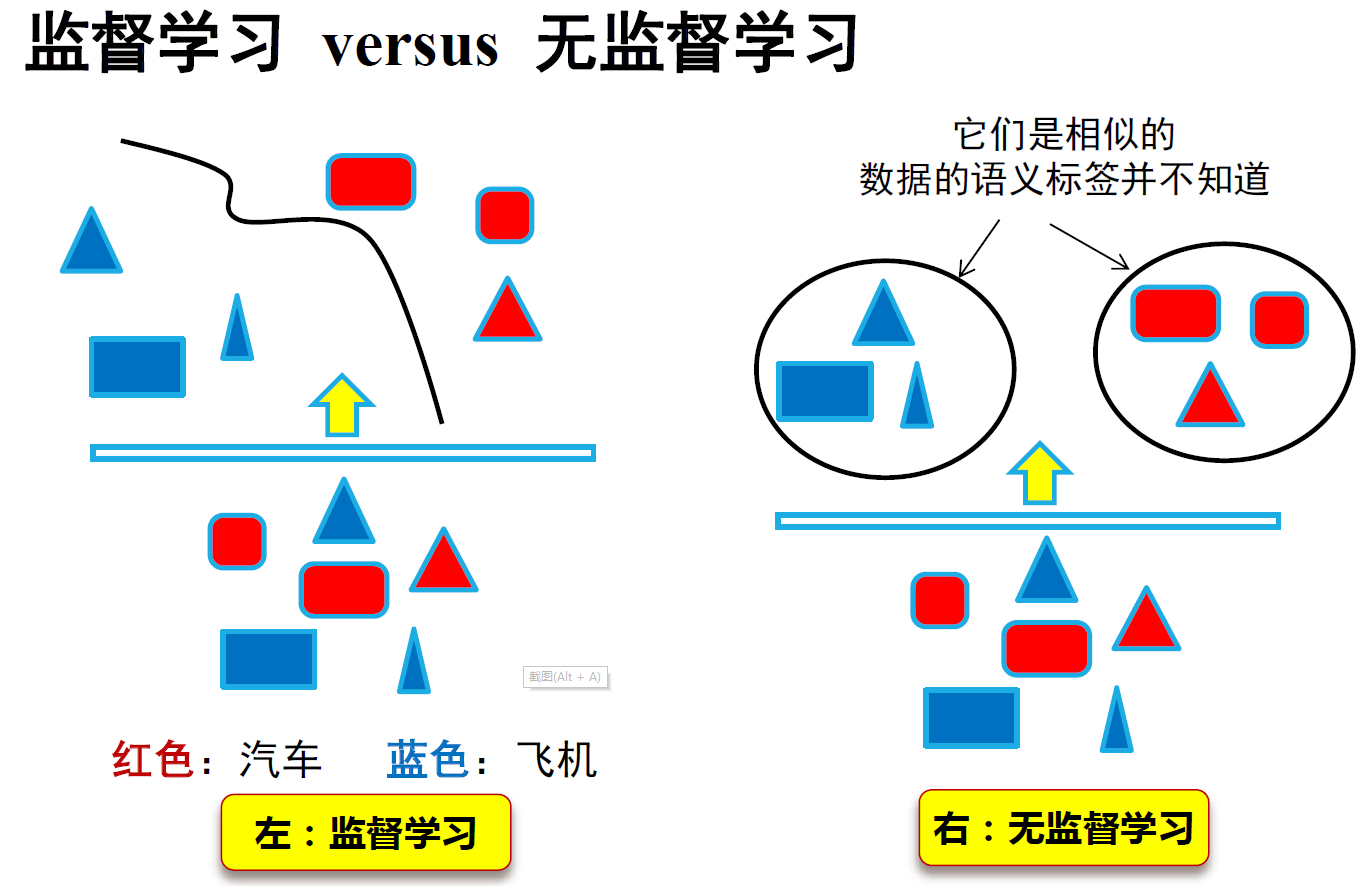 监督学习 versus 无监督学习
它们是相似的
数据的语义标签并不知道
截图(Alt + A)
红色：汽车 蓝色：飞机
左：监督学习
右：无监督学习